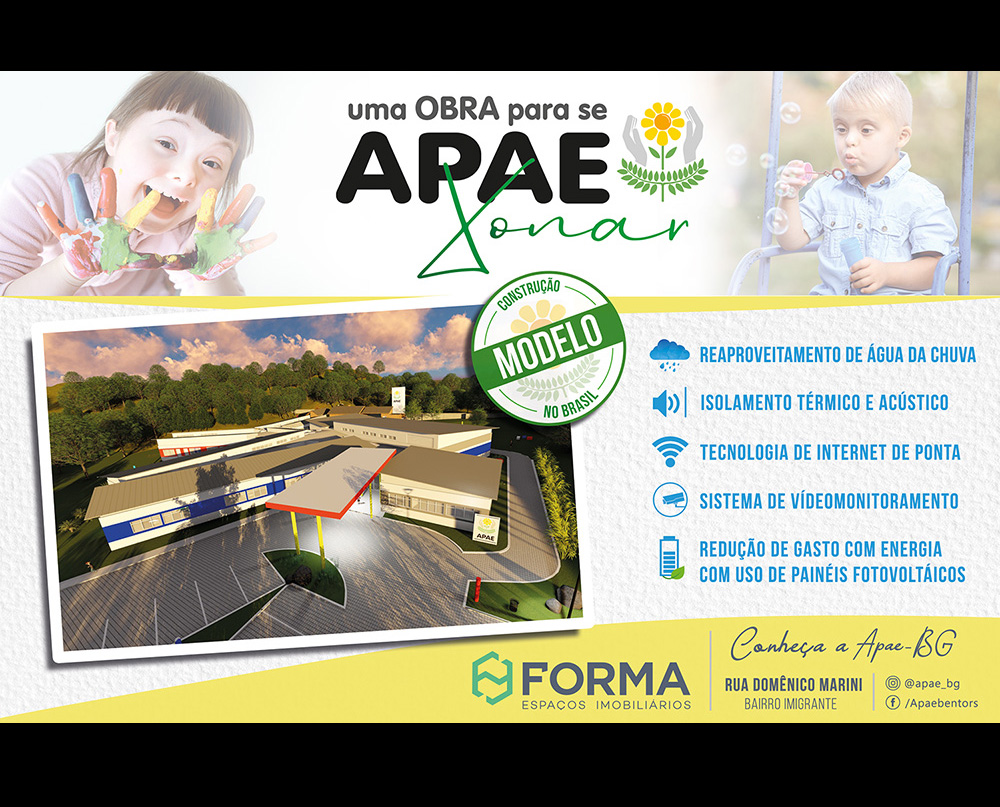 uma OBRA para se
APAE
Xonar
CONSTRUÇÃO
MODELO
NO BRASIL
REAPROVEITAMENTO DE ÁGUA DA CHUVA
ISOLAMENTO TÉRMICO E ACÚSTICO
TECNOLOGIA DE INTERNET DE PONTA
SISTEMA DE VÍDEOMONITORAMENTO
REDUÇÃO DE GASTO COM ENERGIA
COM USO DE PAINÉIS FOTOVOLTÁICOS
APAE
APAE
FORMA
ESPAÇOS IMOBILIÁRIOS
Conheça a Apae-BG
RUA DOMÊNICO MARINI
BAIRRO IMIGRANTE
@apae_bg
/Apaebentors